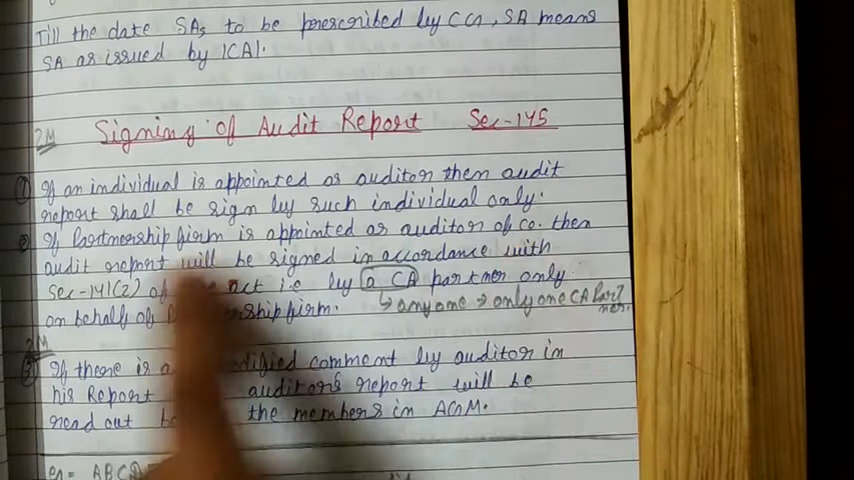 Till the date SAs to be prescribed by CG, SA means
SA as issued by ICAI.
2M Signing of Audit Report Sec-145
① If an individual is appointed as auditor then audit
report shall be sign by such individual only.
② If Partnership firm is appointed as auditor of co. then
audit report will be signed in accordance with
Sec-141(2) of act i.e by a CA partner only
↳ anyone → only one CA Partner.
on behalf of firm.
2M
③ If there is comment by auditor in
his Report auditors report will be
read out the members in AGM.
eg = ABCD